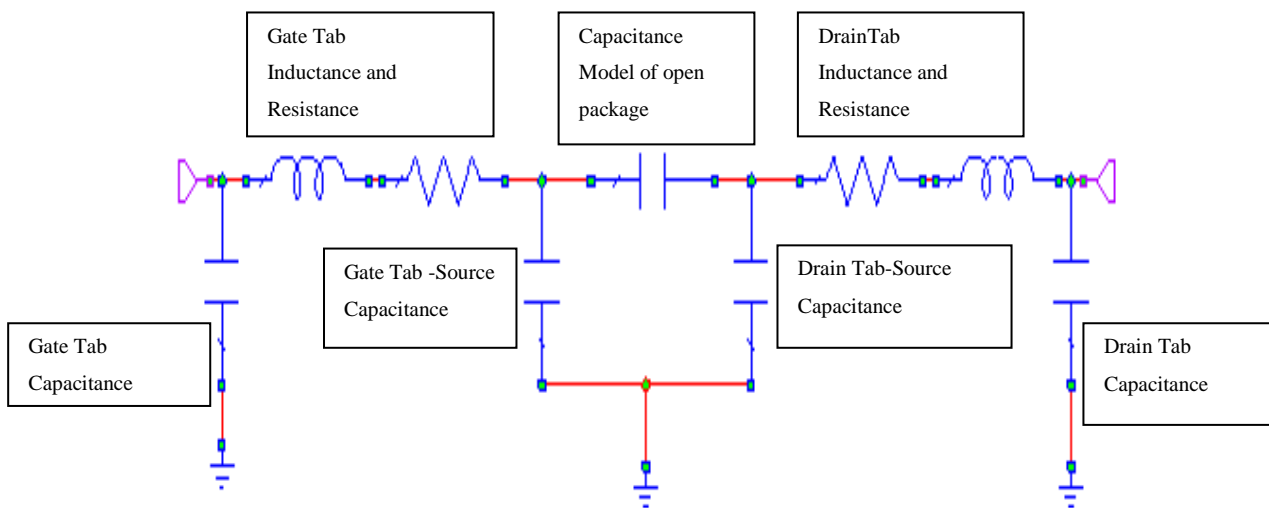 Gate Tab
Inductance and
Resistance
Capacitance
Model of open
package
DrainTab
Inductance and
Resistance
Gate Tab -Source
Capacitance
Drain Tab-Source
Capacitance
Gate Tab
Capacitance
Drain Tab
Capacitance